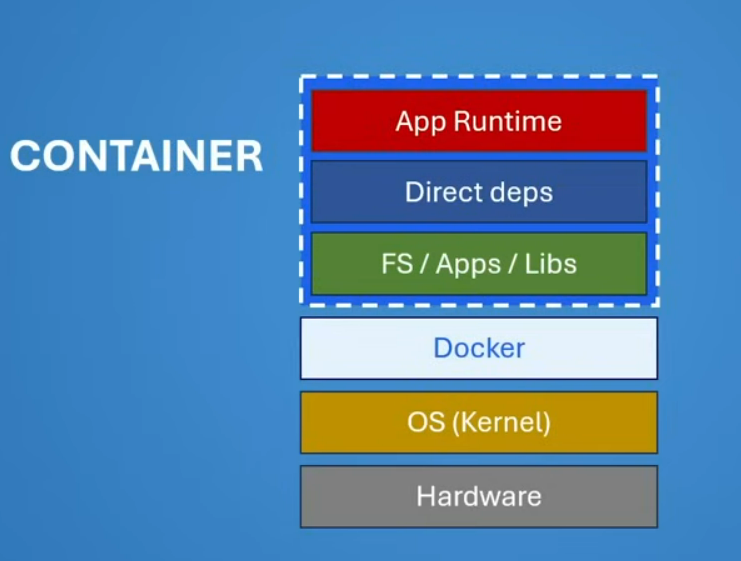 CONTAINER
App Runtime
Direct deps
FS / Apps / Libs
Docker
OS (Kernel)
Hardware